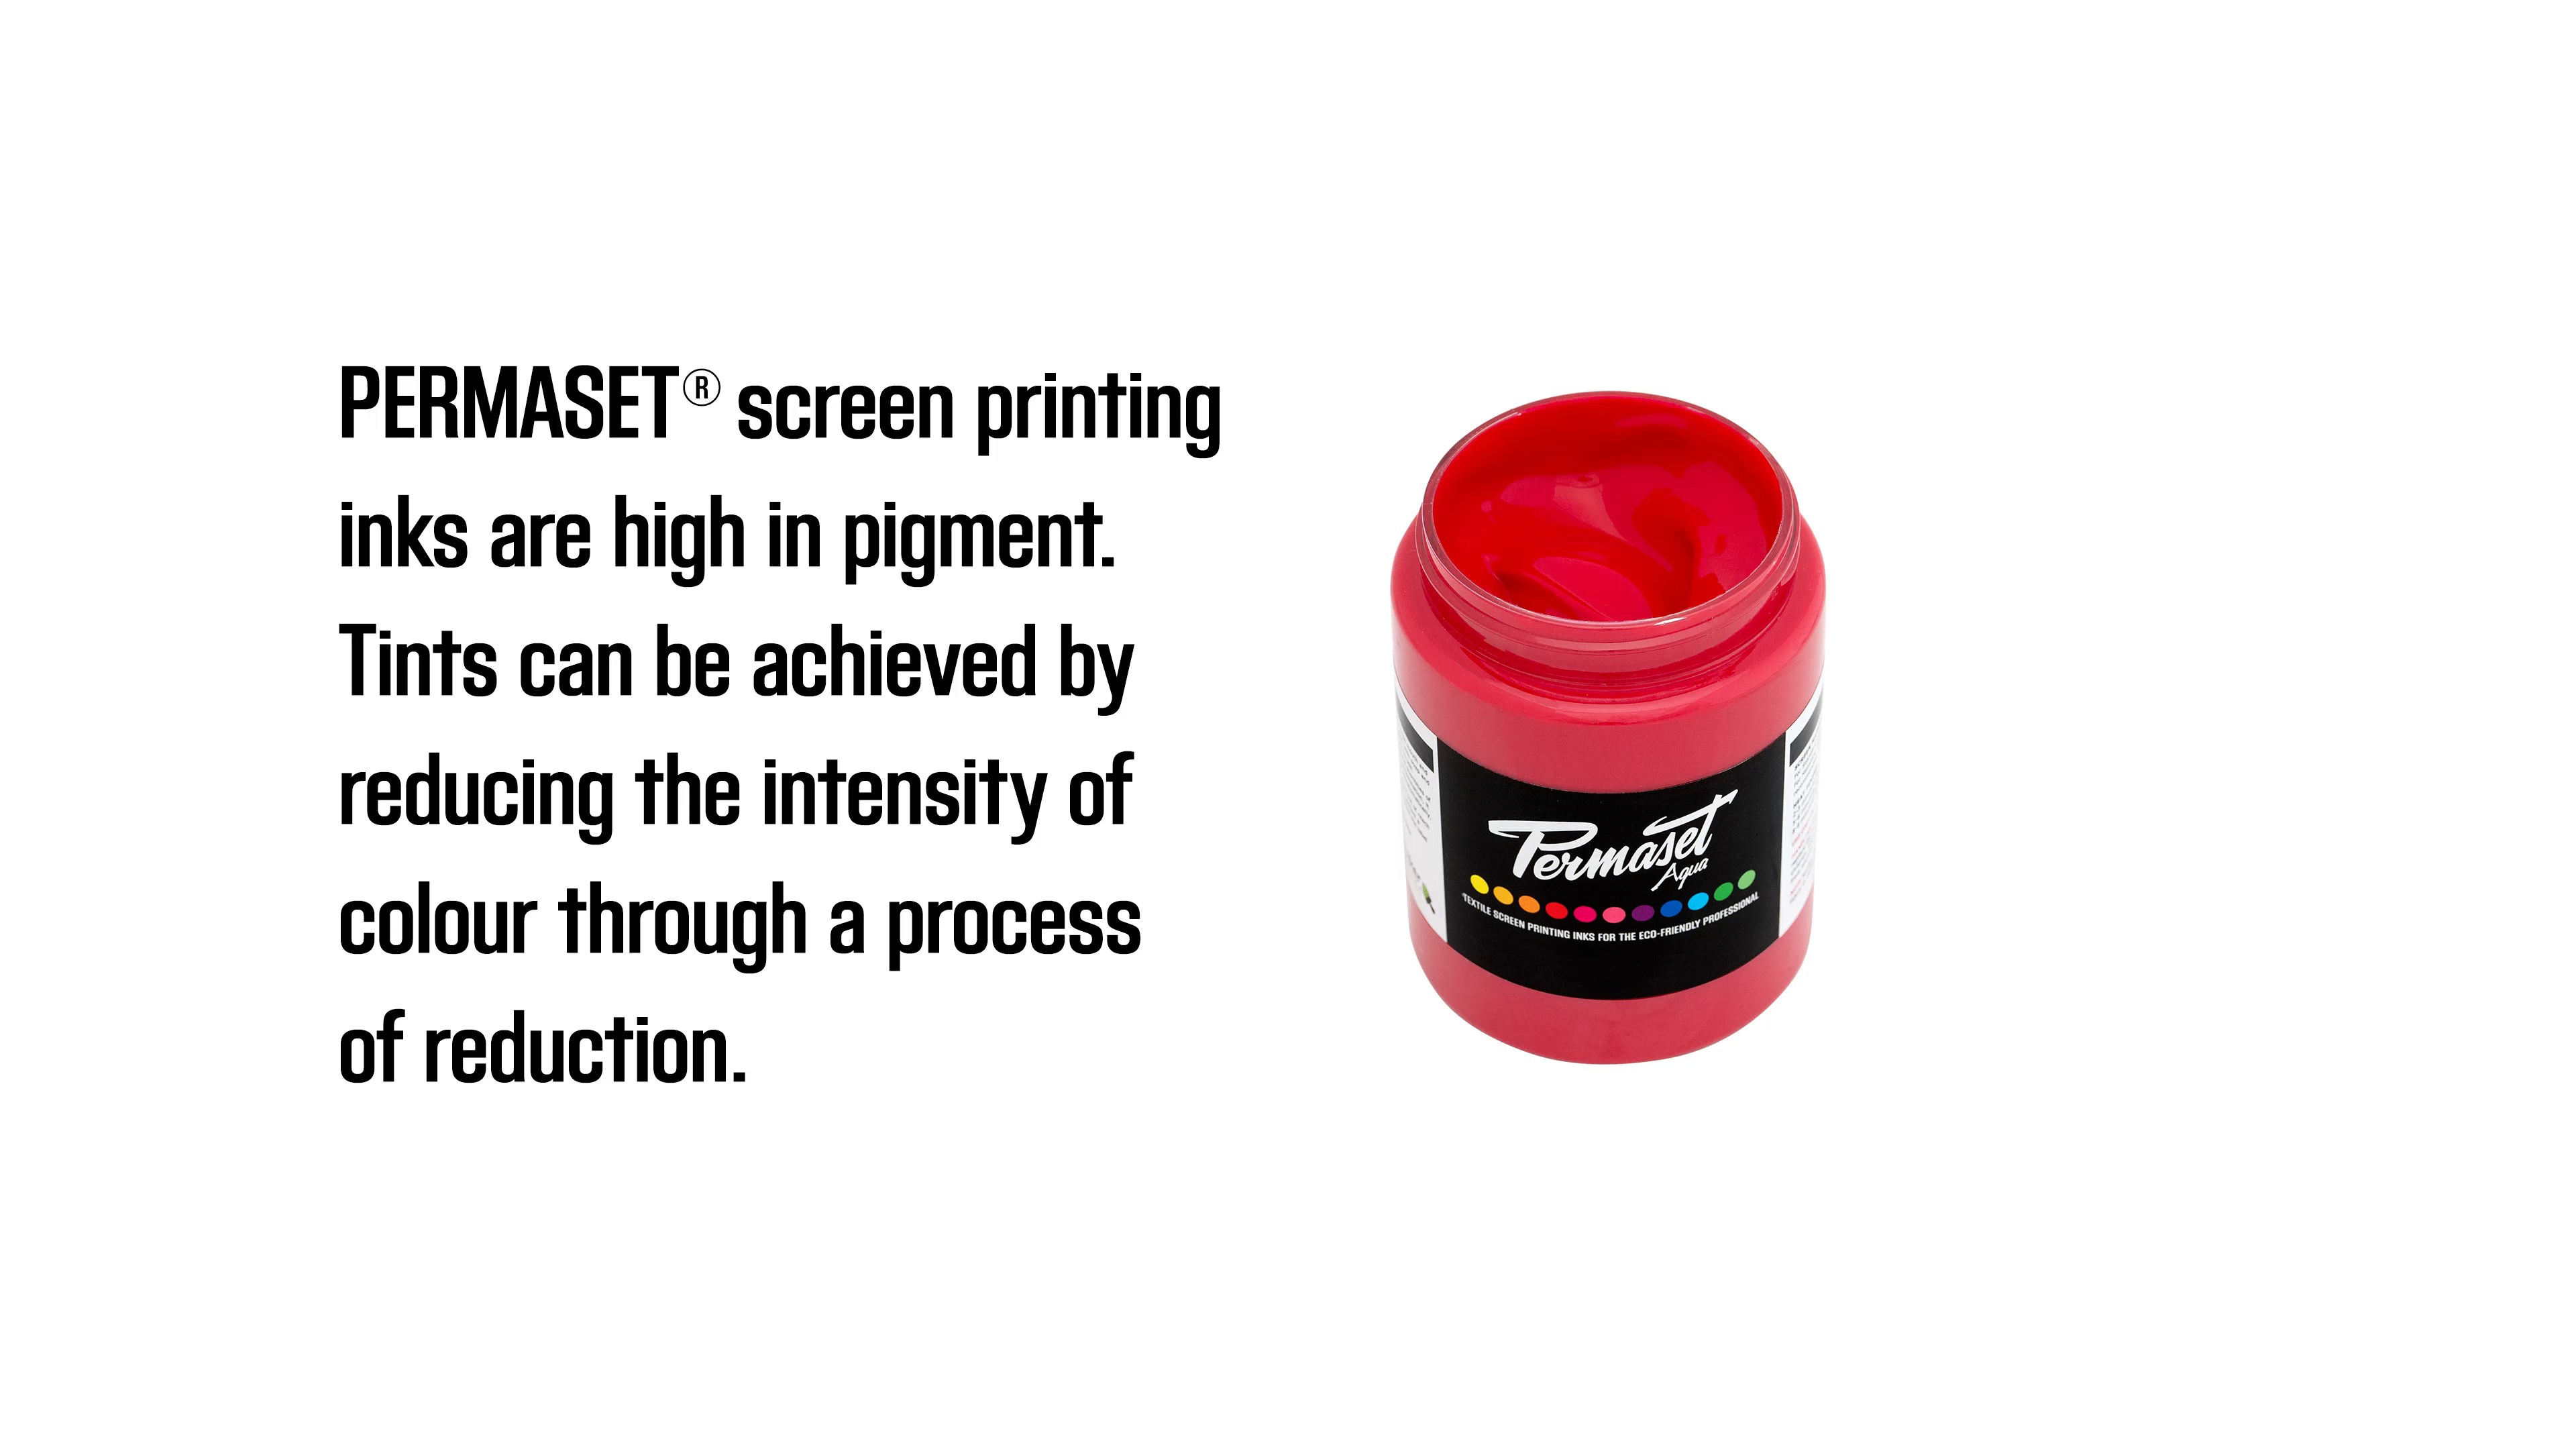 PERMASET® screen printing
inks are high in pigment.
Tints can be achieved by
reducing the intensity of
colour through a process
of reduction.
Permaset
Aqua
TEXTILE SCREEN PRINTING INKS FOR THE ECO-FRIENDLY PROFESSIONAL